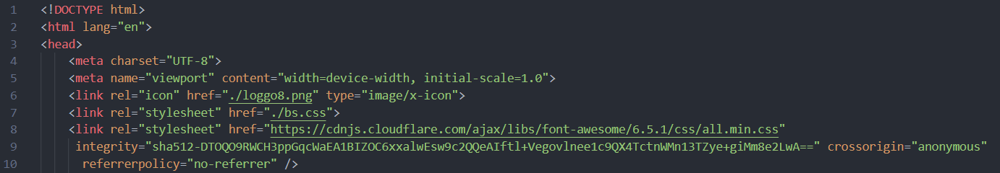 1 <!DOCTYPE html>
2 <html lang="en">
3 <head>
4 <meta charset="UTF-8">
5 <meta name="viewport" content="width=device-width, initial-scale=1.0">
6 <link rel="icon" href="./loggo8.png" type="image/x-icon">
7 <link rel="stylesheet" href="./bs.css">
8 <link rel="stylesheet" href="https://cdnjs.cloudflare.com/ajax/libs/font-awesome/6.5.1/css/all.min.css"
9 integrity="sha512-DTOQO9RWCH3ppGqcWaEA1BIZOC6xxalwEsw9c2QQeAIftl+Vegovlnee1c9QX4TctnWMn13TZye+giMm8e2LwA==" crossorigin="anonymous"
10 referrerpolicy="no-referrer" />